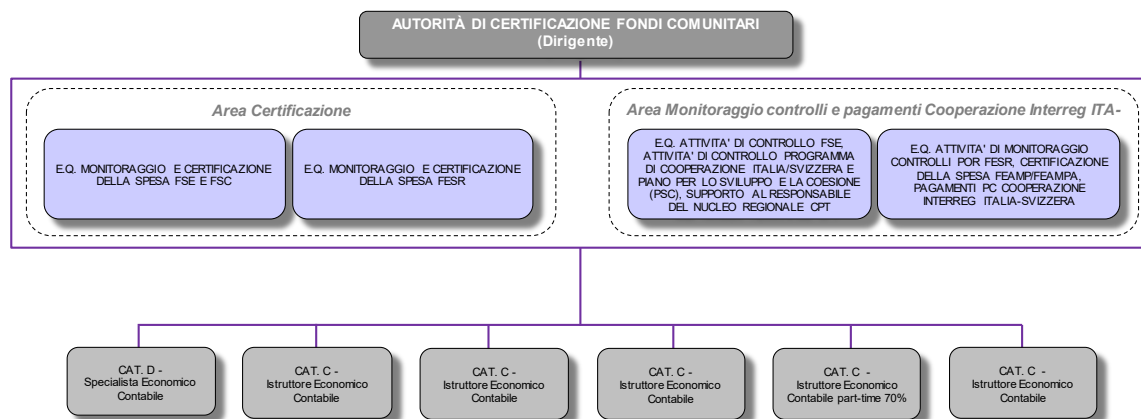 AUTORITÀ DI CERTIFICAZIONE FONDI COMUNITARI
(Dirigente)
Area Certificazione
E.Q. MONITORAGGIO E CERTIFICAZIONE
DELLA SPESA FSE E FSC
E.Q. MONITORAGGIO E CERTIFICAZIONE
DELLA SPESA FESR
Area Monitoraggio controlli e pagamenti Cooperazione Interreg ITA-
E.Q. ATTIVITA' DI CONTROLLO FSE,
ATTIVITA' DI CONTROLLO PROGRAMMA
DI COOPERAZIONE ITALIA/SVIZZERA E
PIANO PER LO SVILUPPO E LA COESIONE
(PSC), SUPPORTO AL RESPONSABILE
DEL NUCLEO REGIONALE CPT
E.Q. ATTIVITA' DI MONITORAGGIO
CONTROLLI POR FESR, CERTIFICAZIONE
DELLA SPESA FEAMP/FEAMPA,
PAGAMENTI PC COOPERAZIONE
INTERREG ITALIA-SVIZZERA
CAT. D -
Specialista Economico
Contabile
CAT. C -
Istruttore Economico
Contabile
CAT. C -
Istruttore Economico
Contabile
CAT. C -
Istruttore Economico
Contabile
CAT. C -
Istruttore Economico
Contabile part-time 70%
CAT. C -
Istruttore Economico
Contabile